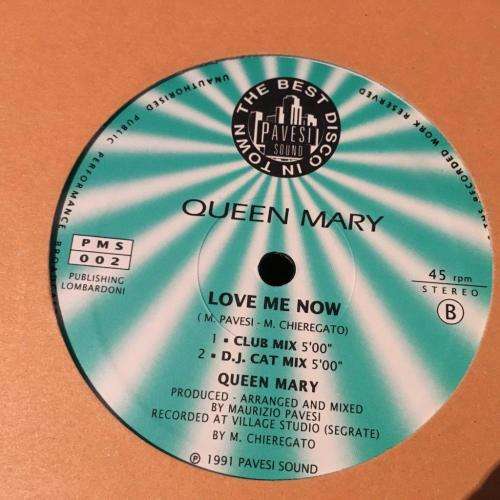 UNAUTHORISED PUBLIC PERFORMANCE
THIS RECORDED WORK RESERVED
THE BEST DISCO IN TOWN
PAVESI
SOUND
QUEEN MARY
PMS
002
PUBLISHING
LOMBARDONI
45 rpm
STEREO
B
LOVE ME NOW
( M. PAVESI - M. CHIEREGATO)
1 • CLUB MIX 5'00"
2 • D.J. CAT MIX 5'00"
QUEEN MARY
PRODUCED - ARRANGED AND MIXED
BY MAURIZIO PAVESI
RECORDED AT VILLAGE STUDIO (SEGRATE)
BY M. CHIEREGATO
℗ 1991 PAVESI SOUND